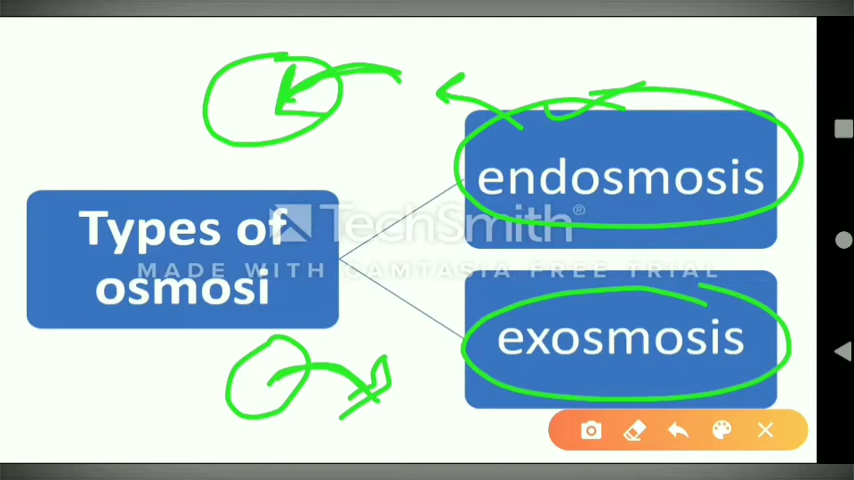 endosmosis
Types of
osmosi
exosmosis
TechSmith®
MADE WITH CAMTASIA FREE TRIAL